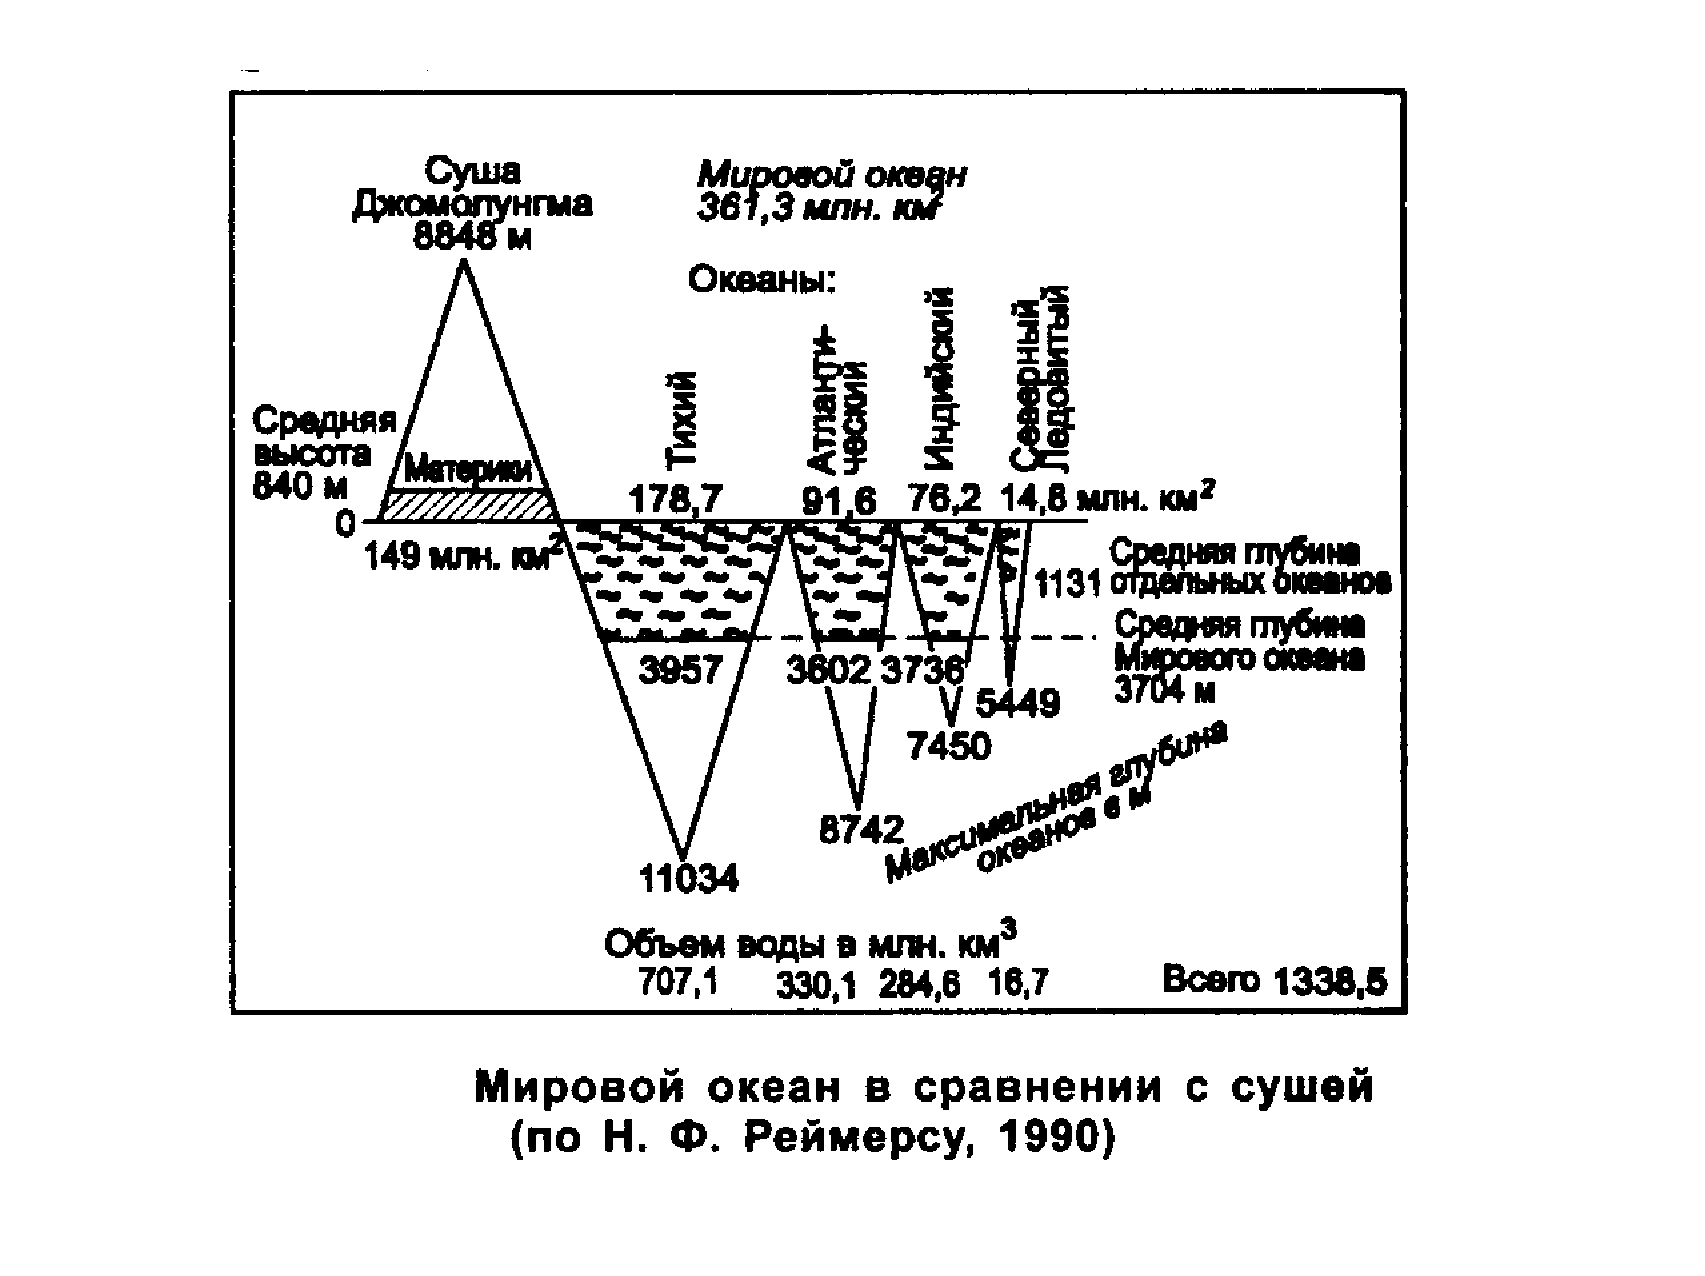 Суша
Джомолунгма
8848 м
Мировой океан
361,3 млн. км²
Океаны:
Тихий
Атланти-
ческий
Индийский
Северный
Ледовитый
Средняя
высота
840 м
Материки
178,7
91,6
76,2
14,8 млн. км²
0
149 млн. км²
1131
Средняя глубина
отдельных океанов
Средняя глубина
Мирового океана
3704 м
3957
3602
3736
5449
7450
8742
11034
Максимальная глубина
океанов в м
Объем воды в млн. км³
707,1 330,1 284,6 16,7 Всего 1338,5
Мировой океан в сравнении с сушей
(по Н. Ф. Реймерсу, 1990)